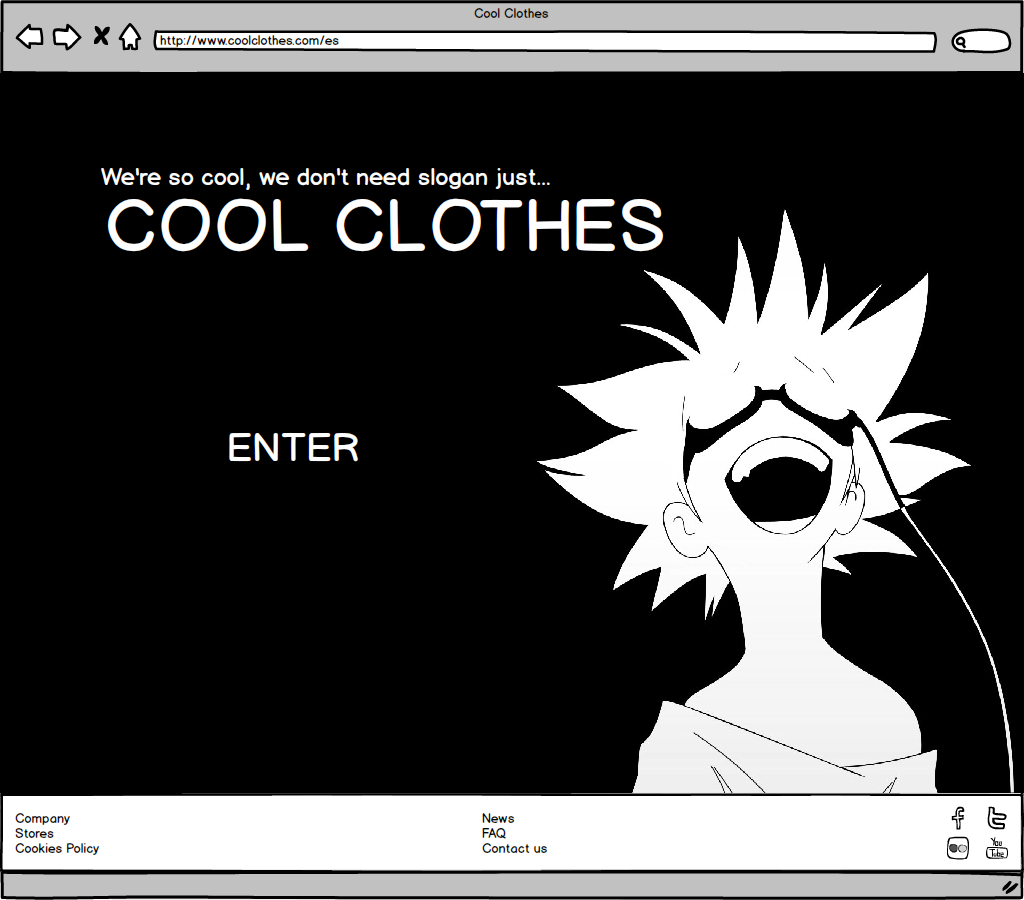 Cool Clothes
http://www.coolclothes.com/es
We're so cool, we don't need slogan just...
COOL CLOTHES
ENTER
Company
Stores
Cookies Policy
News
FAQ
Contact us
f
t
You
Tube